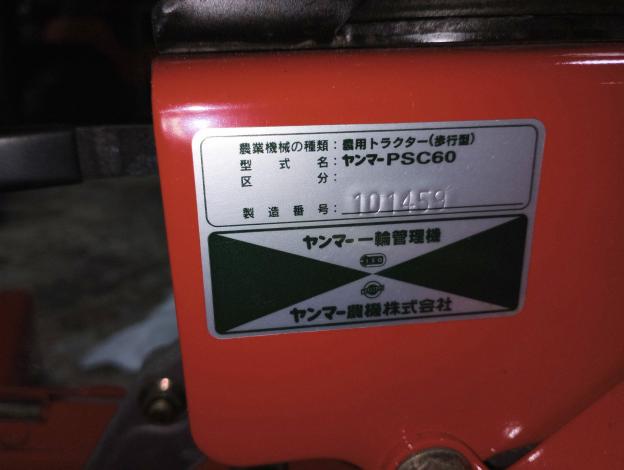 農業機械の種類：農用トラクター(歩行型)
型式名：ヤンマーPSC60
区分：
製造番号：101459
ヤンマー一輪管理機
ヤンマー農機株式会社